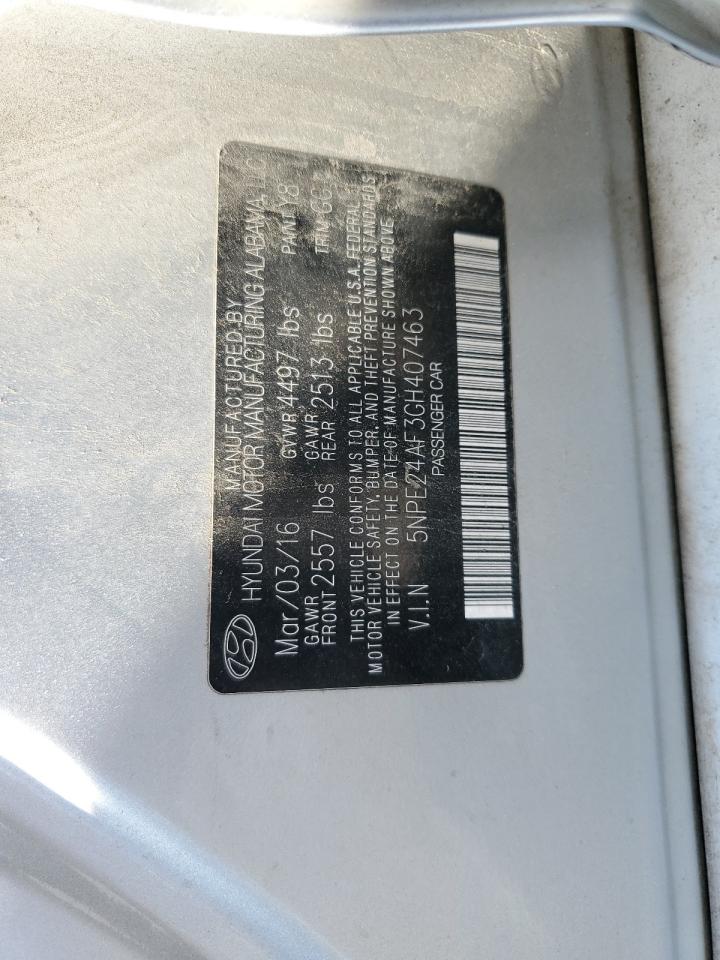 MANUFACTURED BY
HYUNDAI MOTOR MANUFACTURING ALABAMA, LLC
Mar/03/16 GVWR 4497 lbs PAINT Y8
GAWR FRONT 2557 lbs GAWR REAR 2513 lbs TRIM
THIS VEHICLE CONFORMS TO ALL APPLICABLE U.S.A. FEDERAL
MOTOR VEHICLE SAFETY, BUMPER, AND THEFT PREVENTION STANDARDS
IN EFFECT ON THE DATE OF MANUFACTURE SHOWN ABOVE.
V.I.N 5NPE24AF3GH407463
PASSENGER CAR